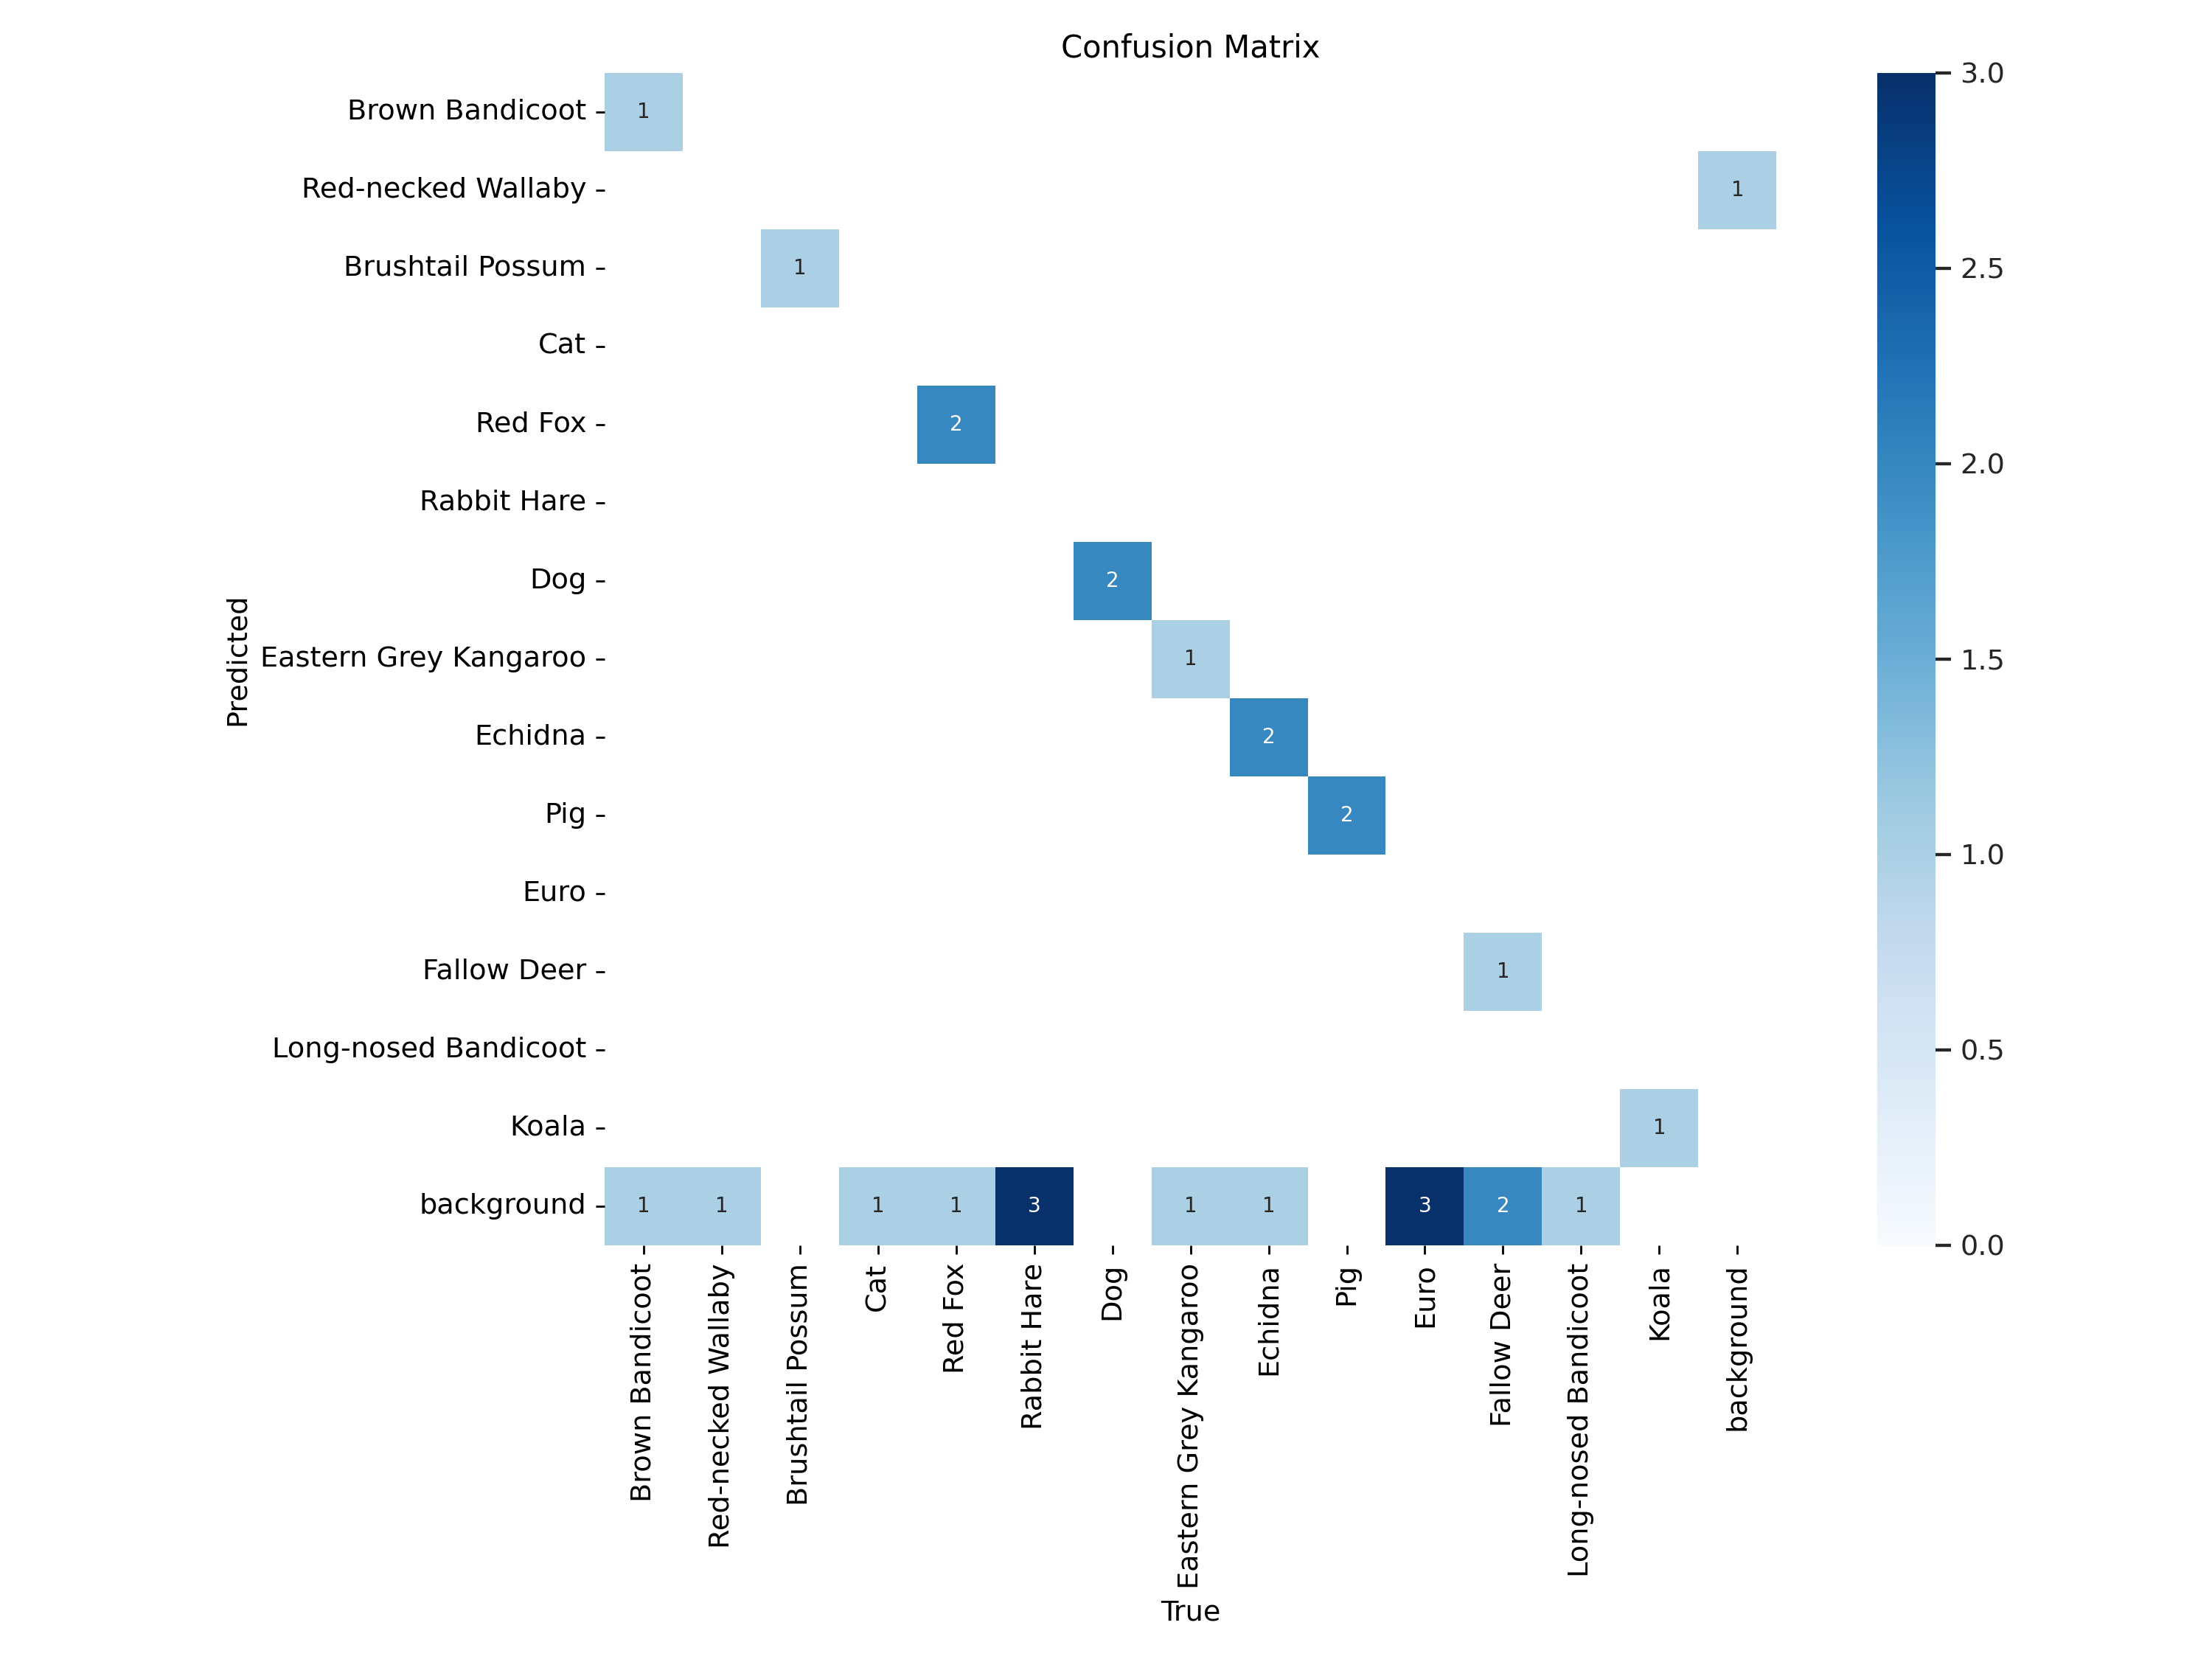 Confusion Matrix
Brown Bandicoot
Red-necked Wallaby
Brushtail Possum
Cat
Red Fox
Rabbit Hare
Dog
Eastern Grey Kangaroo
Echidna
Pig
Euro
Fallow Deer
Long-nosed Bandicoot
Koala
background
Predicted
1
1
1
2
2
1
2
2
1
1
1 1 1 1 3 1 1 3 2 1
Brown Bandicoot
Red-necked Wallaby
Brushtail Possum
Cat
Red Fox
Rabbit Hare
Dog
Eastern Grey Kangaroo
Echidna
Pig
Euro
Fallow Deer
Long-nosed Bandicoot
Koala
background
True
3.0
2.5
2.0
1.5
1.0
0.5
0.0